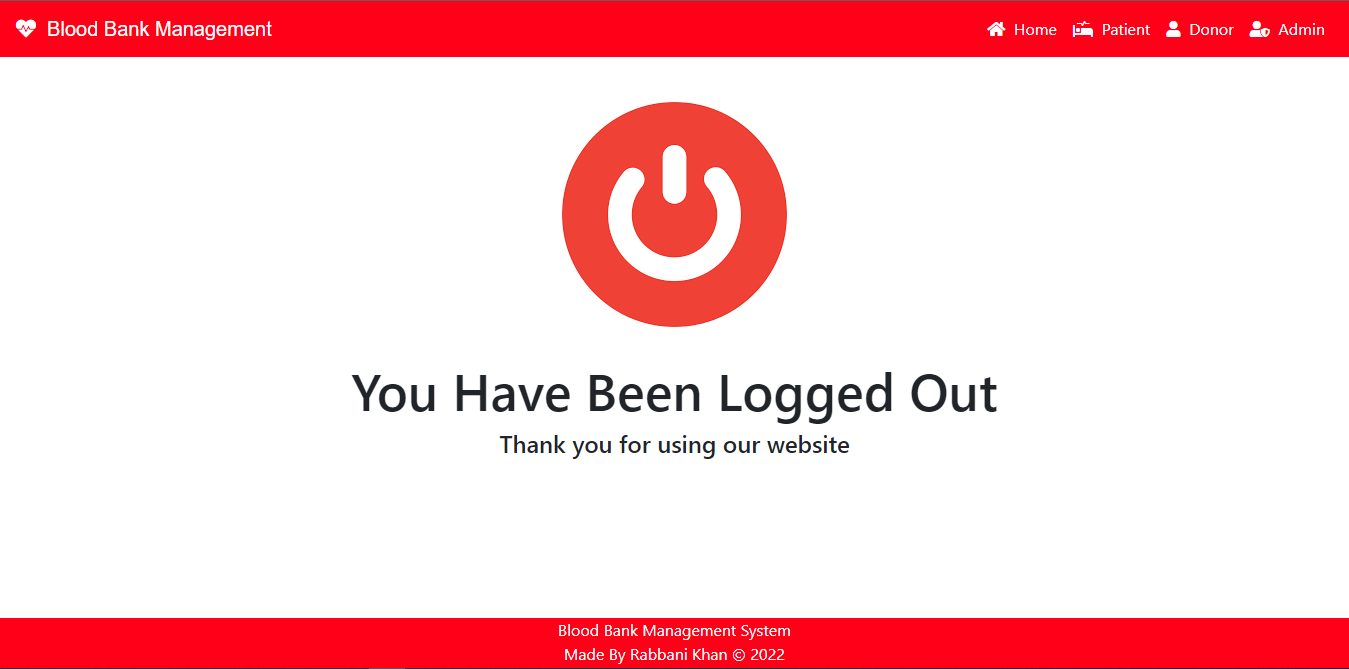 Blood Bank Management
Home Patient Donor Admin
You Have Been Logged Out
Thank you for using our website
Blood Bank Management System
Made By Rabbani Khan © 2022